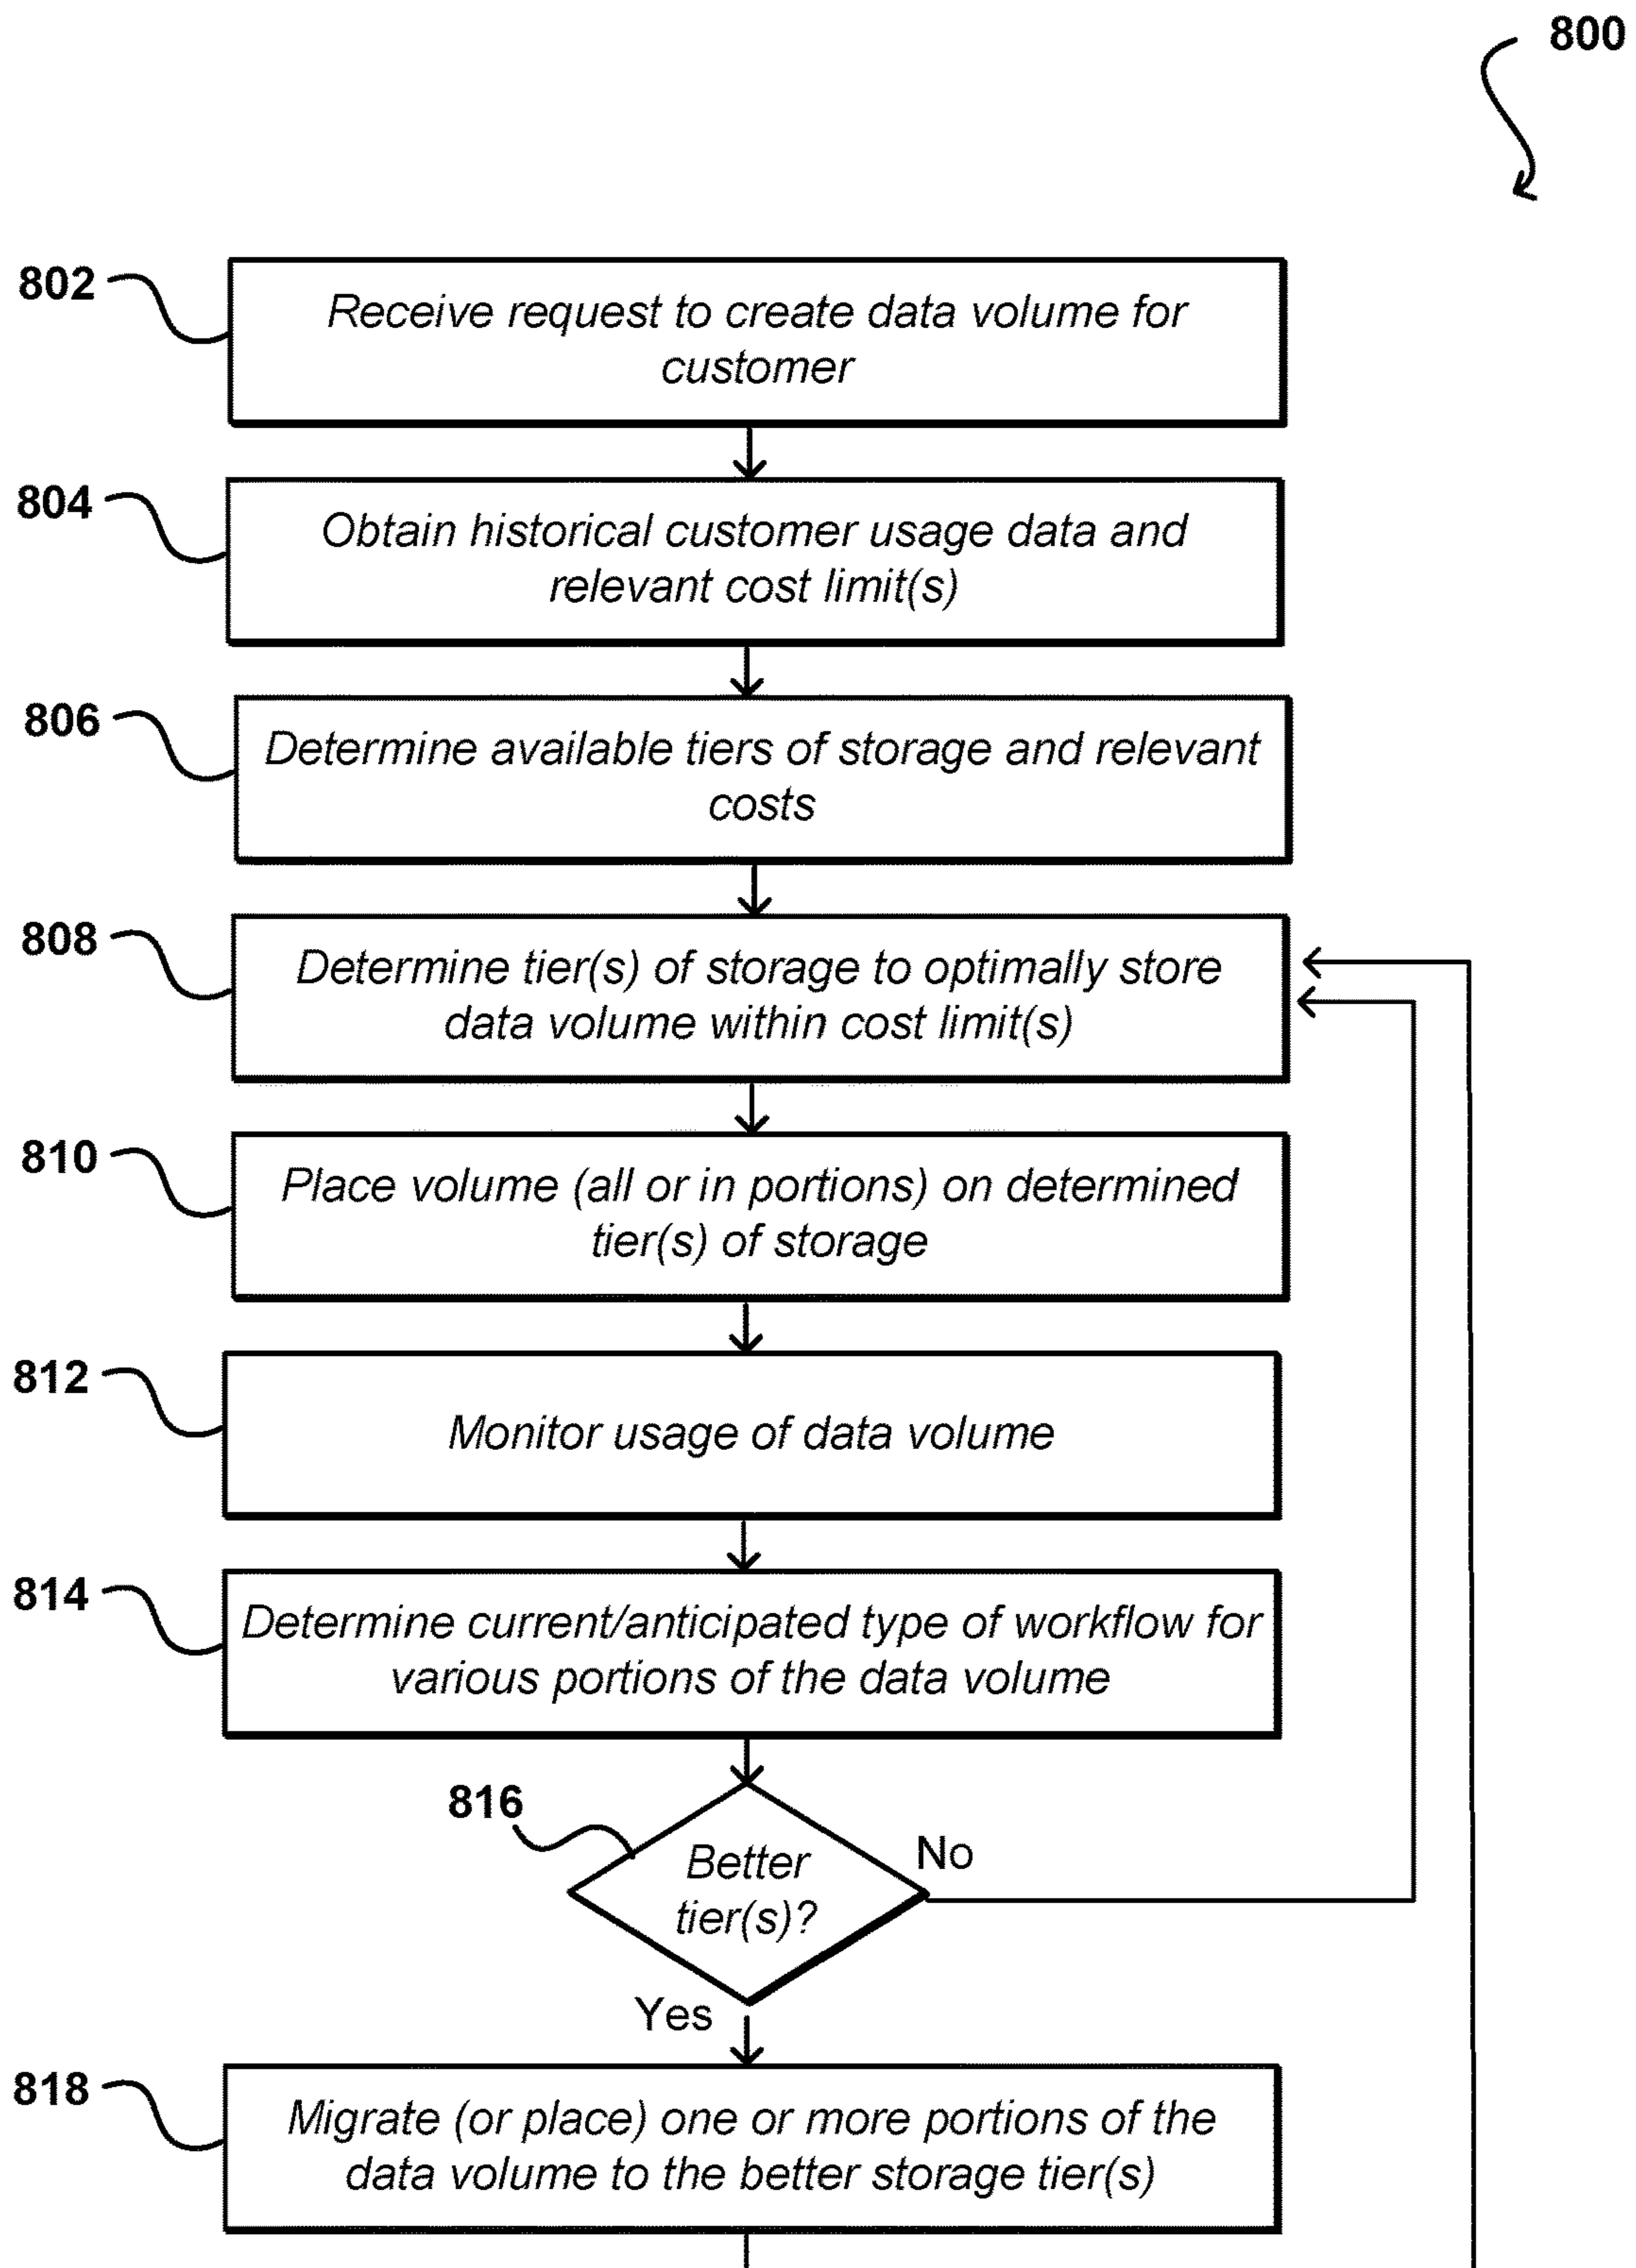 800
802
Receive request to create data volume for
customer
804
Obtain historical customer usage data and
relevant cost limit(s)
806
Determine available tiers of storage and relevant
costs
808
Determine tier(s) of storage to optimally store
data volume within cost limit(s)
810
Place volume (all or in portions) on determined
tier(s) of storage
812
Monitor usage of data volume
814
Determine current/anticipated type of workflow for
various portions of the data volume
816
Better
tier(s)?
No
Yes
818
Migrate (or place) one or more portions of the
data volume to the better storage tier(s)